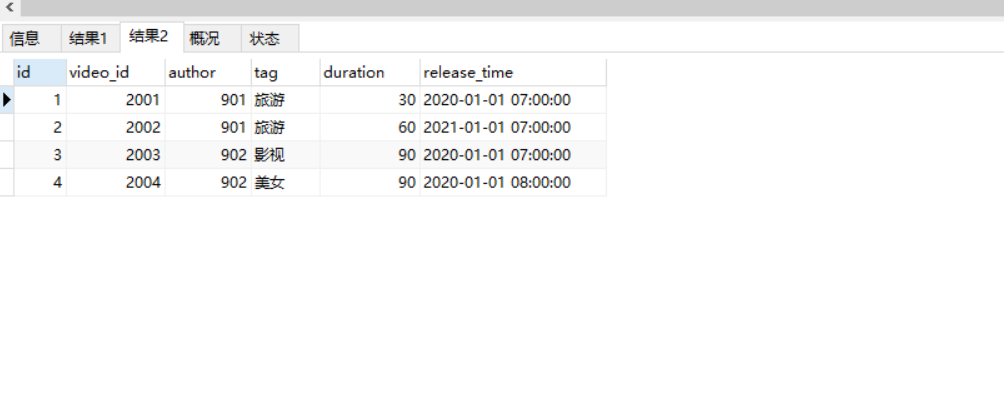 信息 结果1 结果2 概况 状态
id video_id author tag duration release_time
1 2001 901 旅游 30 2020-01-01 07:00:00
2 2002 901 旅游 60 2021-01-01 07:00:00
3 2003 902 影视 90 2020-01-01 07:00:00
4 2004 902 美女 90 2020-01-01 08:00:00